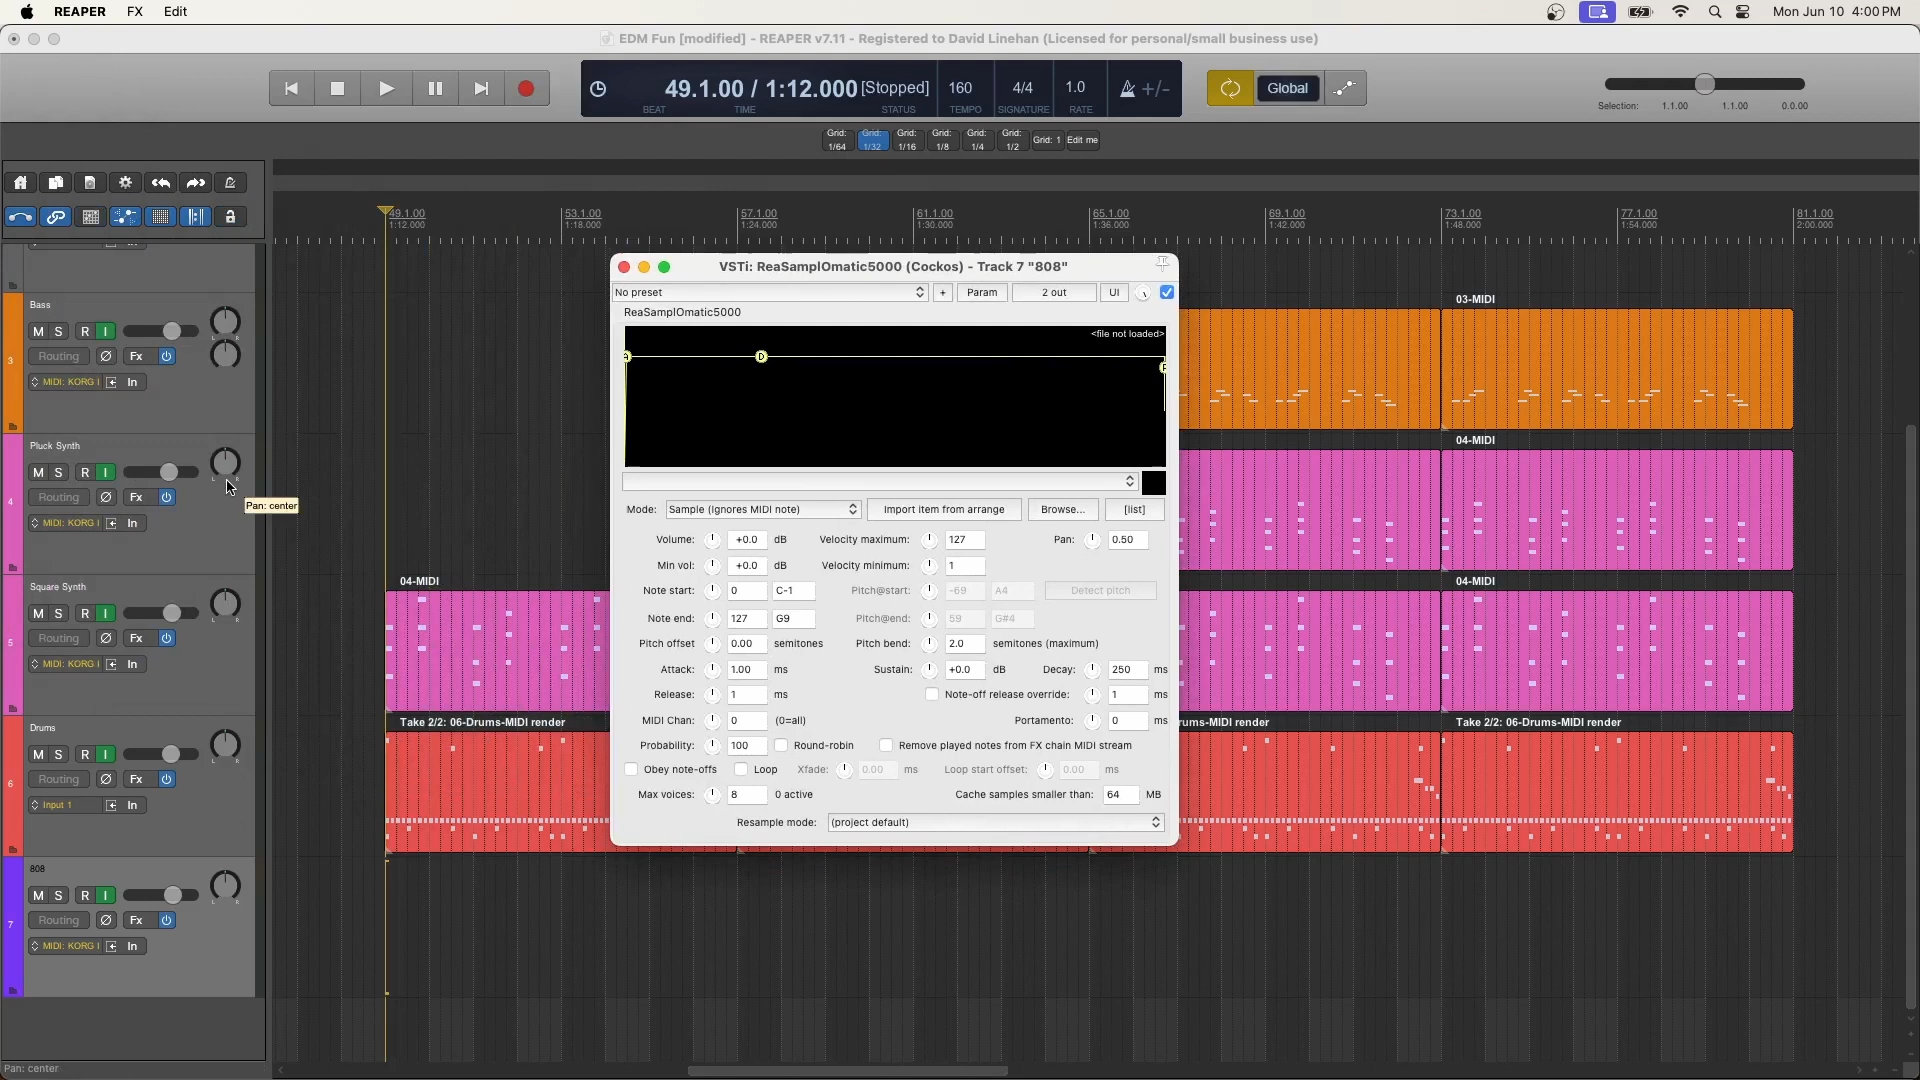 REAPER FX Edit
Mon Jun 10 4:00 PM
EDM Fun [modified] - REAPER v7.11 - Registered to David Linehan (Licensed for personal/small business use)
49.1.00 / 1:12.000 [Stopped] 160 4/4 1.0 +/-
BEAT TIME STATUS TEMPO SIGNATURE RATE
Global
Selection: 1.1.00 1.1.00 0.0.00
Grid: 1/64 Grid: 1/32 Grid: 1/16 Grid: 1/8 Grid: 1/4 Grid: 1/2 Grid: 1 Edit me
49.1.00 53.1.00 57.1.00 61.1.00 65.1.00 69.1.00 73.1.00 77.1.00 81.1.00
1:12.000 1:18.000 1:24.000 1:30.000 1:36.000 1:42.000 1:48.000 1:54.000 2:00.000
VSTi: ReaSamplOmatic5000 (Cockos) - Track 7 "808"
No preset + Param 2 out UI
ReaSamplOmatic5000
<file not loaded>
D
Mode: Sample (Ignores MIDI note) Import item from arrange Browse... [list]
Volume: +0.0 dB Velocity maximum: 127 Pan: 0.50
Min vol: +0.0 dB Velocity minimum: 1
Note start: 0 C-1 Pitch@start: -69 A4 Detect pitch
Note end: 127 G9 Pitch@end: 59 G#4
Pitch offset 0.00 semitones Pitch bend: 2.0 semitones (maximum)
Attack: 1.00 ms Sustain: +0.0 dB Decay: 250 ms
Release: 1 ms Note-off release override: 1 ms
MIDI Chan: 0 (0=all) Portamento: 0 ms
Probability: 100 Round-robin Remove played notes from FX chain MIDI stream
Obey note-offs Loop Xfade: 0.00 ms Loop start offset: 0.00 ms
Max voices: 8 0 active Cache samples smaller than: 64 MB
Resample mode: (project default)
Bass
M S R I
3 Routing Ø Fx
MIDI: KORG I In
Pluck Synth
M S R I
4 Routing Ø Fx
MIDI: KORG I In
Pan: center
Square Synth
M S R I
5 Routing Ø Fx
MIDI: KORG I In
Drums
M S R I
6 Routing Ø Fx
Input 1 In
808
M S R I
7 Routing Ø Fx
MIDI: KORG I In
03-MIDI
04-MIDI
04-MIDI 04-MIDI
Take 2/2: 06-Drums-MIDI render rums-MIDI render Take 2/2: 06-Drums-MIDI render
Pan: center